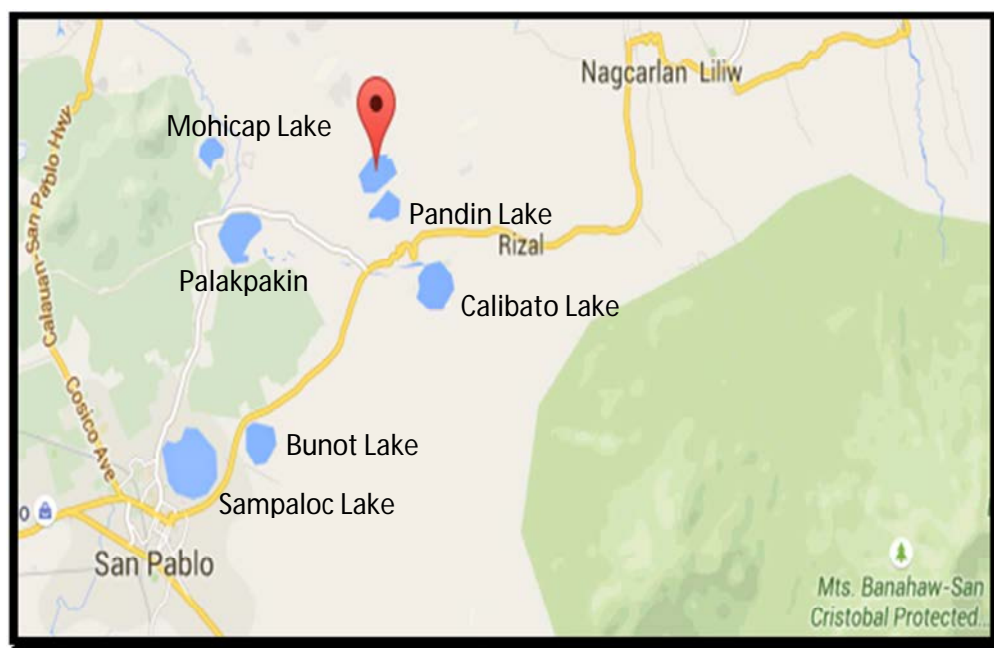 Nagcarlan Liliw
Mohicap Lake
Calauan-San Pablo Hwy
Pandin Lake
Rizal
Palakpakin
Calibato Lake
Cosico Ave
Bunot Lake
Sampaloc Lake
San Pablo
Mts. Banahaw-San
Cristobal Protected...